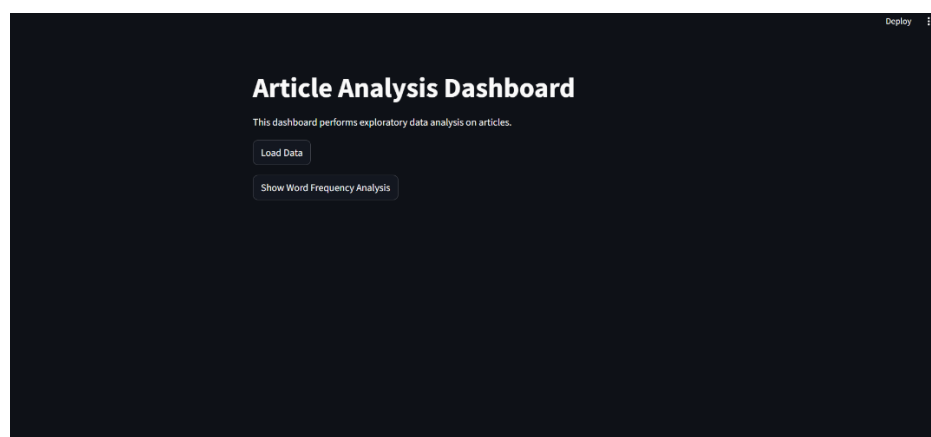 Deploy
Article Analysis Dashboard
This dashboard performs exploratory data analysis on articles.
Load Data
Show Word Frequency Analysis